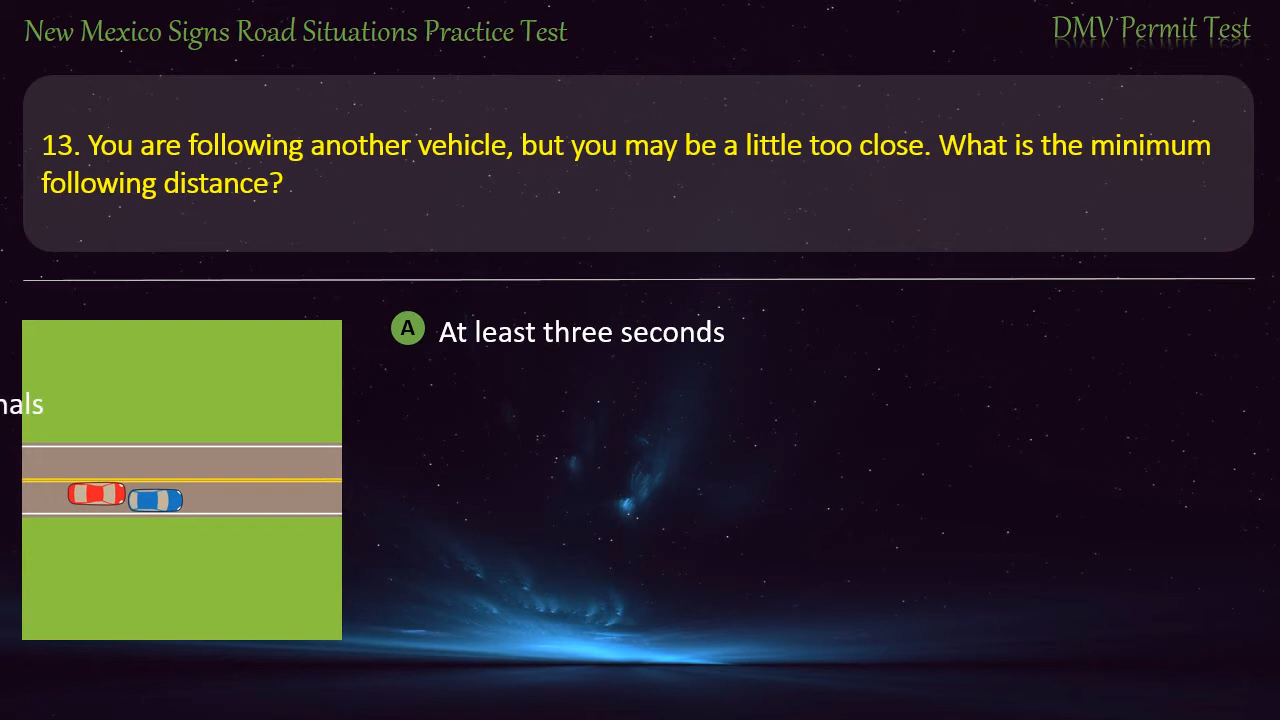 New Mexico Signs Road Situations Practice Test
DMV Permit Test
13. You are following another vehicle, but you may be a little too close. What is the minimum
following distance?
A At least three seconds